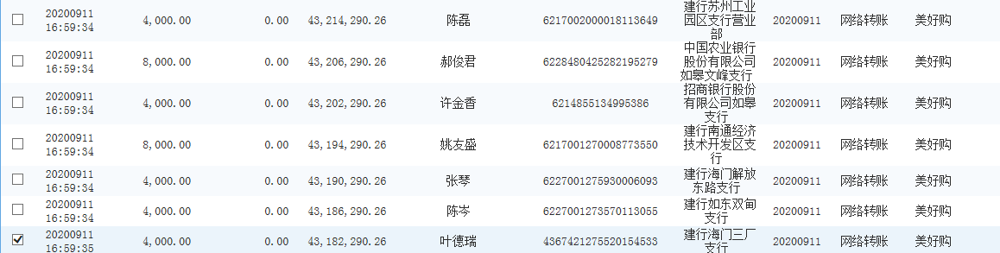 20200911 16:59:34 4,000.00 0.00 43,214,290.26 陈磊 6217002000018113649 建行苏州工业园区支行营业部 20200911 网络转账 美好购
20200911 16:59:34 8,000.00 0.00 43,206,290.26 郝俊君 6228480425282195279 中国农业银行股份有限公司如皋文峰支行 20200911 网络转账 美好购
20200911 16:59:34 4,000.00 0.00 43,202,290.26 许金香 6214855134995386 招商银行股份有限公司如皋支行 20200911 网络转账 美好购
20200911 16:59:34 8,000.00 0.00 43,194,290.26 姚友盛 6217001270008773550 建行南通经济技术开发区支行 20200911 网络转账 美好购
20200911 16:59:34 4,000.00 0.00 43,190,290.26 张琴 6227001275930006093 建行海门解放东路支行 20200911 网络转账 美好购
20200911 16:59:34 4,000.00 0.00 43,186,290.26 陈岑 6227001273570113055 建行如东双甸支行 20200911 网络转账 美好购
20200911 16:59:35 4,000.00 0.00 43,182,290.26 叶德瑞 4367421275520154533 建行海门三厂支行 20200911 网络转账 美好购